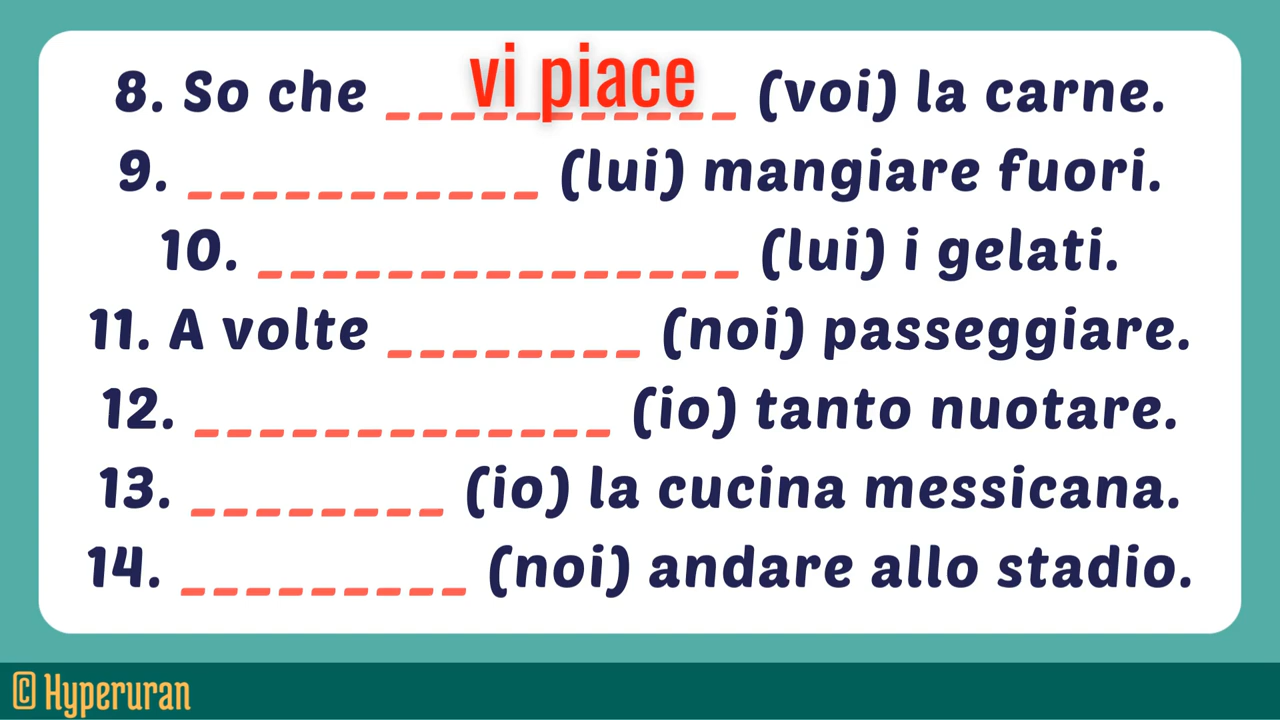 8. So che vi piace (voi) la carne.
9. ___________ (lui) mangiare fuori.
10. _______________ (lui) i gelati.
11. A volte ________ (noi) passeggiare.
12. _____________ (io) tanto nuotare.
13. ________ (io) la cucina messicana.
14. _________ (noi) andare allo stadio.
© Hyperuran